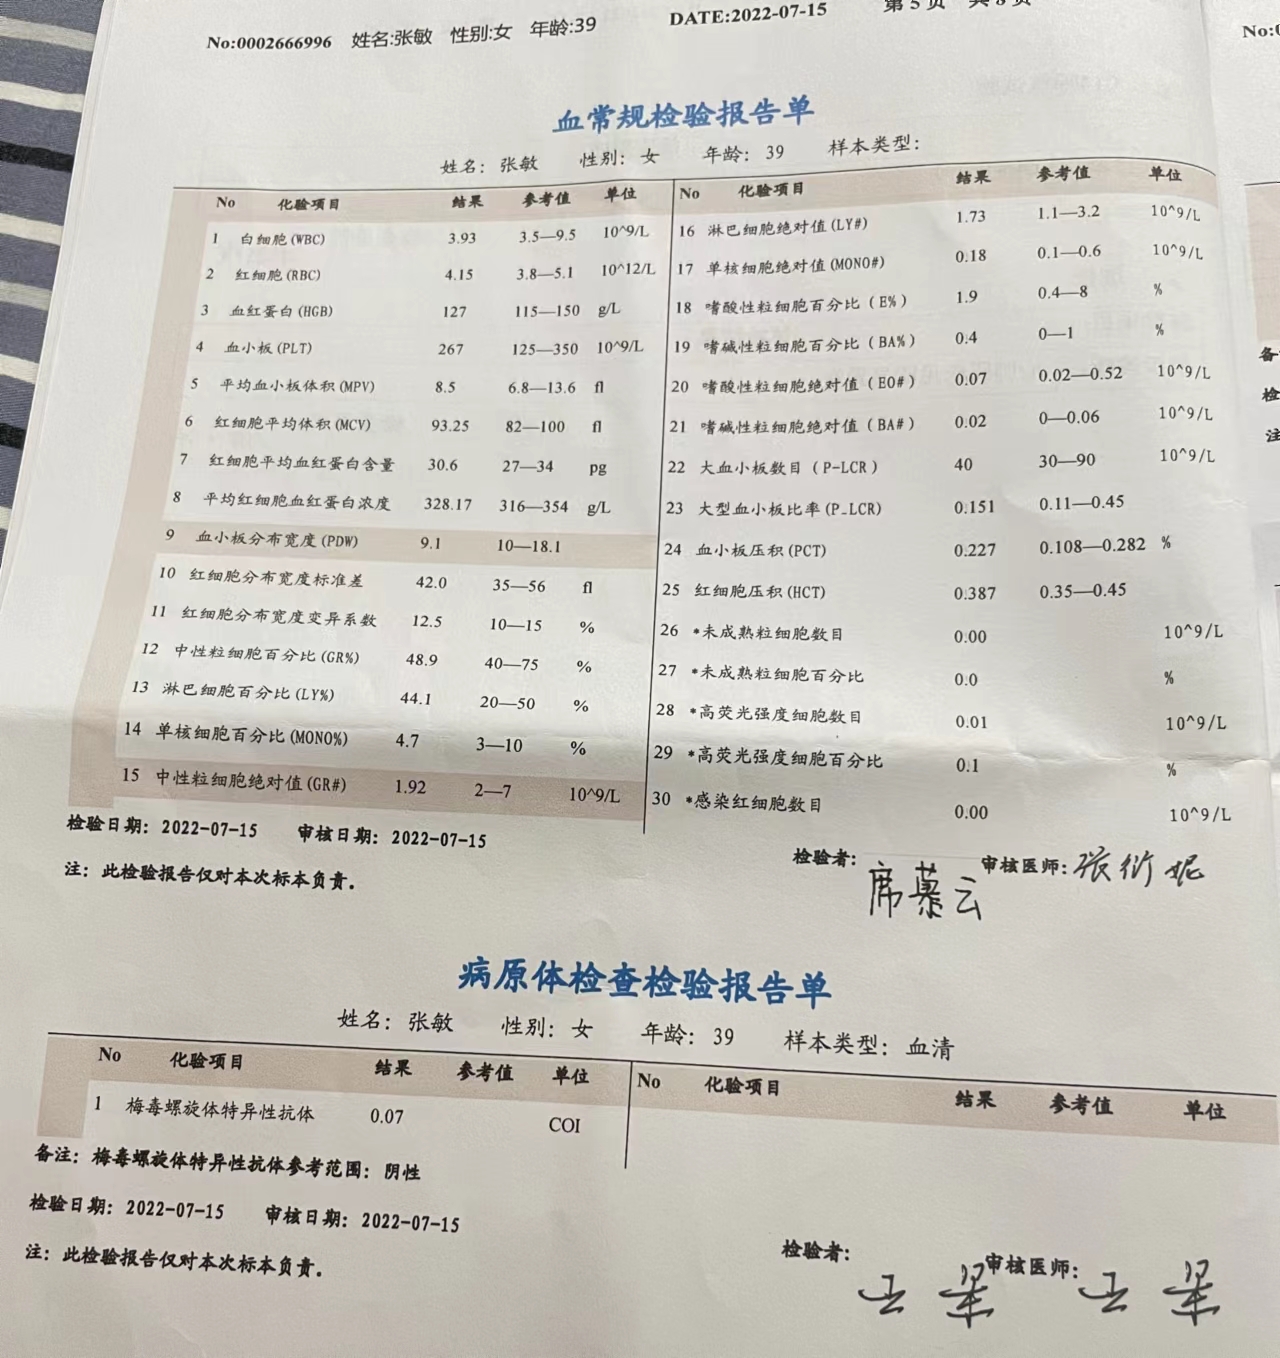 No:0002666996 姓名:张敏 性别:女 年龄:39 DATE:2022-07-15 第5页 共8页
No:
血常规检验报告单
姓名: 张敏 性别: 女 年龄: 39 样本类型:
No 化验项目 结果 参考值 单位 No 化验项目 结果 参考值 单位
1 白细胞(WBC) 3.93 3.5—9.5 10^9/L 16 淋巴细胞绝对值(LY#) 1.73 1.1—3.2 10^9/L
2 红细胞(RBC) 4.15 3.8—5.1 10^12/L 17 单核细胞绝对值(MONO#) 0.18 0.1—0.6 10^9/L
3 血红蛋白(HGB) 127 115—150 g/L 18 嗜酸性粒细胞百分比(E%) 1.9 0.4—8 %
4 血小板(PLT) 267 125—350 10^9/L 19 嗜碱性粒细胞百分比(BA%) 0.4 0—1 %
5 平均血小板体积(MPV) 8.5 6.8—13.6 fl 20 嗜酸性粒细胞绝对值(EO#) 0.07 0.02—0.52 10^9/L
6 红细胞平均体积(MCV) 93.25 82—100 fl 21 嗜碱性粒细胞绝对值(BA#) 0.02 0—0.06 10^9/L
7 红细胞平均血红蛋白含量 30.6 27—34 pg 22 大血小板数目(P-LCR) 40 30—90 10^9/L
8 平均红细胞血红蛋白浓度 328.17 316—354 g/L 23 大型血小板比率(P_LCR) 0.151 0.11—0.45
9 血小板分布宽度(PDW) 9.1 10—18.1 24 血小板压积(PCT) 0.227 0.108—0.282 %
10 红细胞分布宽度标准差 42.0 35—56 fl 25 红细胞压积(HCT) 0.387 0.35—0.45
11 红细胞分布宽度变异系数 12.5 10—15 % 26 *未成熟粒细胞数目 0.00 10^9/L
12 中性粒细胞百分比(GR%) 48.9 40—75 % 27 *未成熟粒细胞百分比 0.0 %
13 淋巴细胞百分比(LY%) 44.1 20—50 % 28 *高荧光强度细胞数目 0.01 10^9/L
14 单核细胞百分比(MONO%) 4.7 3—10 % 29 *高荧光强度细胞百分比 0.1 %
15 中性粒细胞绝对值(GR#) 1.92 2—7 10^9/L 30 *感染红细胞数目 0.00 10^9/L
检验日期: 2022-07-15 审核日期: 2022-07-15
检验者: 席慕云 审核医师: 张衍妮
注: 此检验报告仅对本次标本负责。
备
检
注
病原体检查检验报告单
姓名: 张敏 性别: 女 年龄: 39 样本类型: 血清
No 化验项目 结果 参考值 单位 No 化验项目 结果 参考值 单位
1 梅毒螺旋体特异性抗体 0.07 COI
备注: 梅毒螺旋体特异性抗体参考范围: 阴性
检验日期: 2022-07-15 审核日期: 2022-07-15
检验者: 审核医师:
注: 此检验报告仅对本次标本负责。